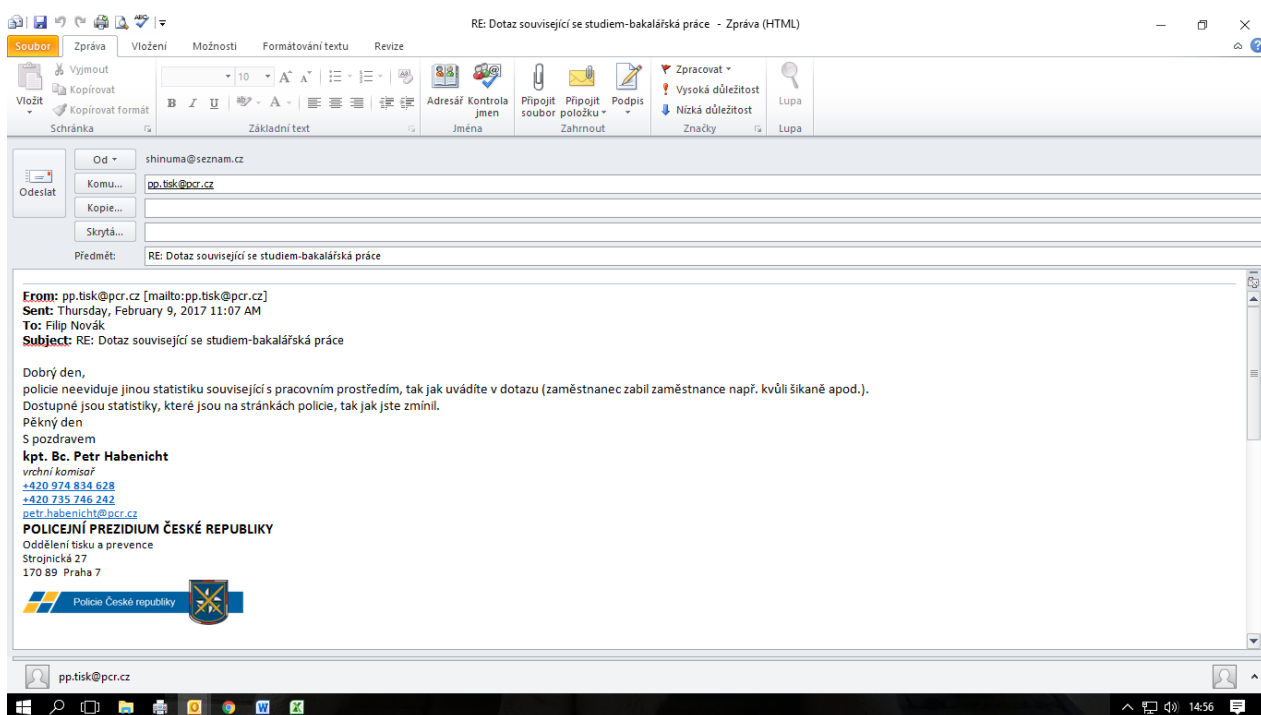 RE: Dotaz související se studiem-bakalářská práce - Zpráva (HTML)
Soubor Zpráva Vložení Možnosti Formátování textu Revize
Vložit
Vyjmout
Kopírovat
Kopírovat formát
Schránka
10
B I U
Základní text
Adresář
Kontrola jmen
Jména
Připojit soubor
Připojit položku
Podpis
Zahrnout
Zpracovat
Vysoká důležitost
Nízká důležitost
Značky
Lupa
Lupa
Odeslat
Od shinuma@seznam.cz
Komu... pp.tisk@pcr.cz
Kopie...
Skrytá...
Předmět: RE: Dotaz související se studiem-bakalářská práce
From: pp.tisk@pcr.cz [mailto:pp.tisk@pcr.cz]
Sent: Thursday, February 9, 2017 11:07 AM
To: Filip Novák
Subject: RE: Dotaz související se studiem-bakalářská práce
Dobrý den,
policie neeviduje jinou statistiku související s pracovním prostředím, tak jak uvádíte v dotazu (zaměstnanec zabil zaměstnance např. kvůli šikaně apod.).
Dostupné jsou statistiky, které jsou na stránkách policie, tak jak jste zmínil.
Pěkný den
S pozdravem
kpt. Bc. Petr Habenicht
vrchní komisař
+420 974 834 628
+420 735 746 242
petr.habenicht@pcr.cz
POLICEJNÍ PREZIDIUM ČESKÉ REPUBLIKY
Oddělení tisku a prevence
Strojnická 27
170 89 Praha 7
Policie České republiky
pp.tisk@pcr.cz
14:56